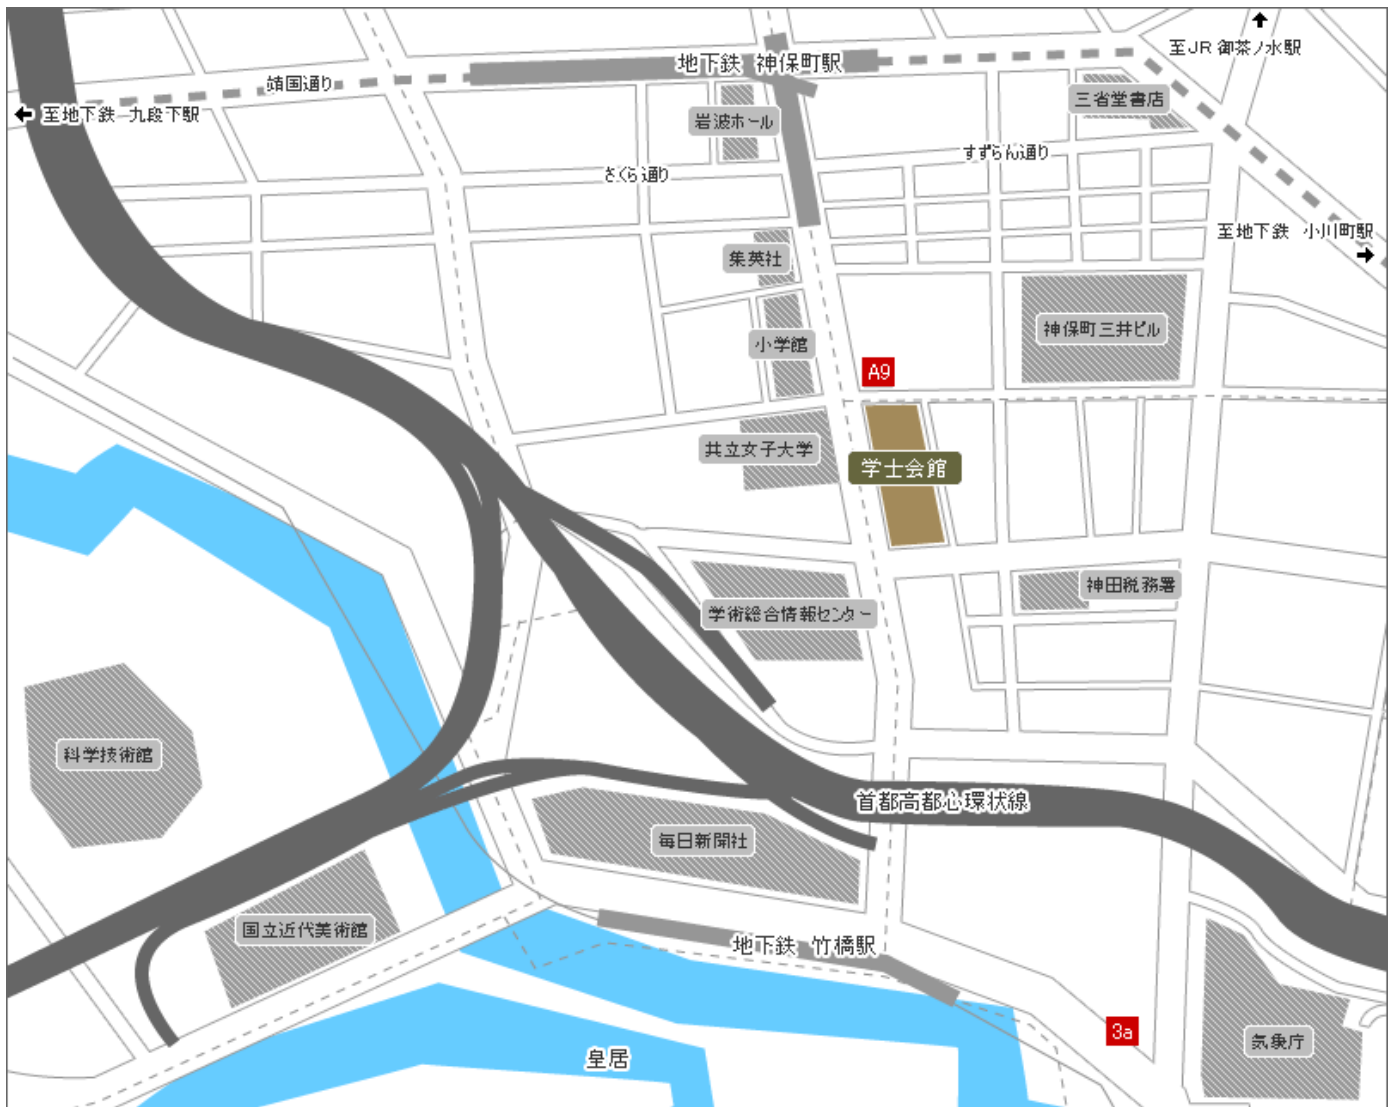 至JR 御茶ノ水駅
地下鉄 神保町駅
靖国通り
三省堂書店
至地下鉄 九段下駅
岩波ホール
すずらん通り
さくら通り
至地下鉄 小川町駅
集英社
神保町三井ビル
小学館
A9
共立女子大学
学士会館
神田税務署
学術総合情報センター
科学技術館
首都高都心環状線
毎日新聞社
国立近代美術館
地下鉄 竹橋駅
3a
気象庁
皇居